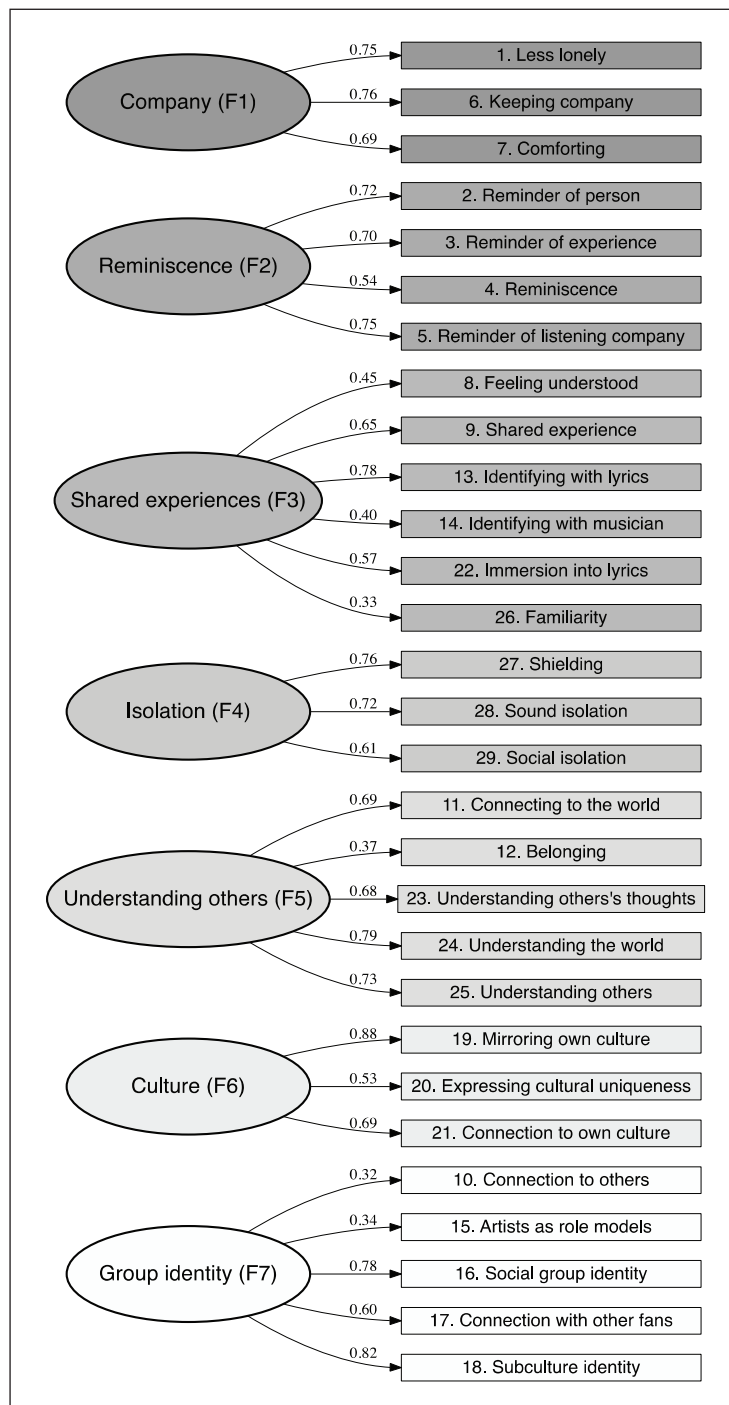 Company (F1)
0.75
1. Less lonely
0.76
6. Keeping company
0.69
7. Comforting
Reminiscence (F2)
0.72
2. Reminder of person
0.70
3. Reminder of experience
0.54
4. Reminiscence
0.75
5. Reminder of listening company
Shared experiences (F3)
0.45
8. Feeling understood
0.65
9. Shared experience
0.78
13. Identifying with lyrics
0.40
14. Identifying with musician
0.57
22. Immersion into lyrics
0.33
26. Familiarity
Isolation (F4)
0.76
27. Shielding
0.72
28. Sound isolation
0.61
29. Social isolation
Understanding others (F5)
0.69
11. Connecting to the world
0.37
12. Belonging
0.68
23. Understanding others's thoughts
0.79
24. Understanding the world
0.73
25. Understanding others
Culture (F6)
0.88
19. Mirroring own culture
0.53
20. Expressing cultural uniqueness
0.69
21. Connection to own culture
Group identity (F7)
0.32
10. Connection to others
0.34
15. Artists as role models
0.78
16. Social group identity
0.60
17. Connection with other fans
0.82
18. Subculture identity